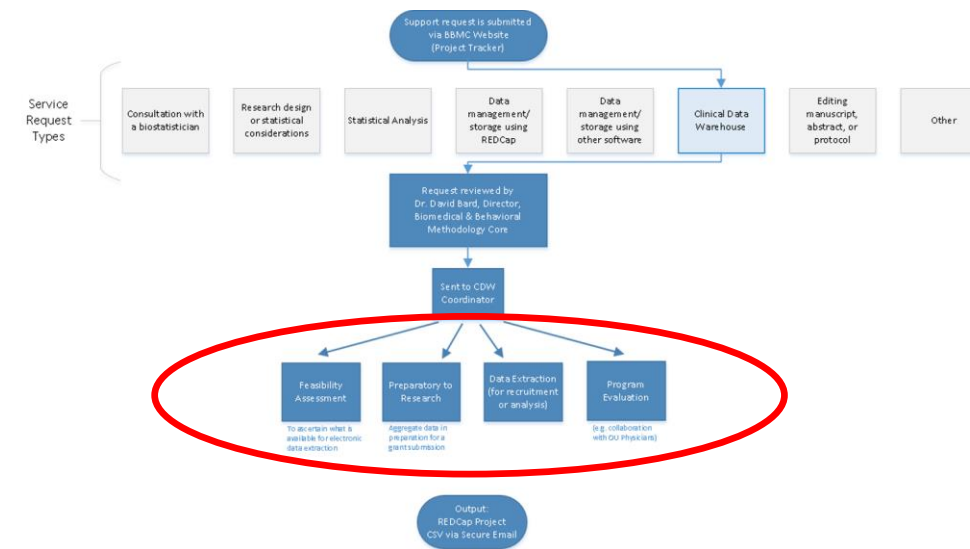 Support request is submitted
via BBMC Website
(Project Tracker)
Service
Request
Types
Consultation with
a biostatistician
Research design
or statistical
considerations
Statistical Analysis
Data
management/
storage using
REDCap
Data
management/
storage using
other software
Clinical Data
Warehouse
Editing
manuscript,
abstract, or
protocol
Other
Request reviewed by
Dr. David Bard, Director,
Biomedical & Behavioral
Methodology Core
Sent to CDW
Coordinator
Feasibility
Assessment
To ascertain what is
available for electronic
data extraction
Preparatory to
Research
Aggregate data in
preparation for a
grant submission
Data Extraction
(for recruitment
or analysis)
Program
Evaluation
(e.g. collaboration
with OU Physicians)
Output:
REDCap Project
CSV via Secure Email